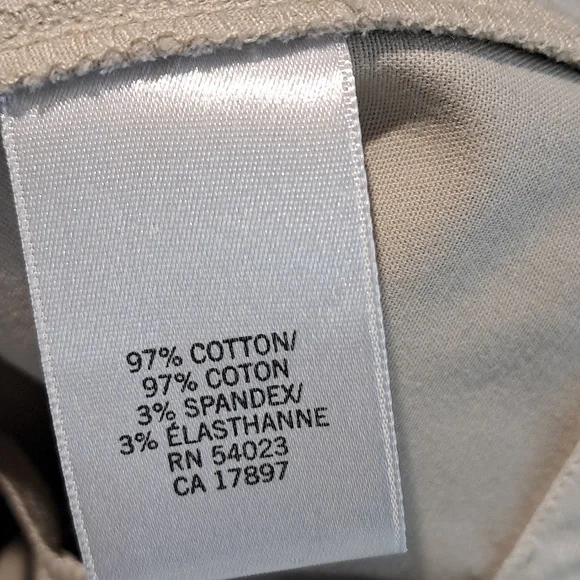 97% COTTON/
97% COTON
3% SPANDEX/
3% ÉLASTHANNE
RN 54023
CA 17897